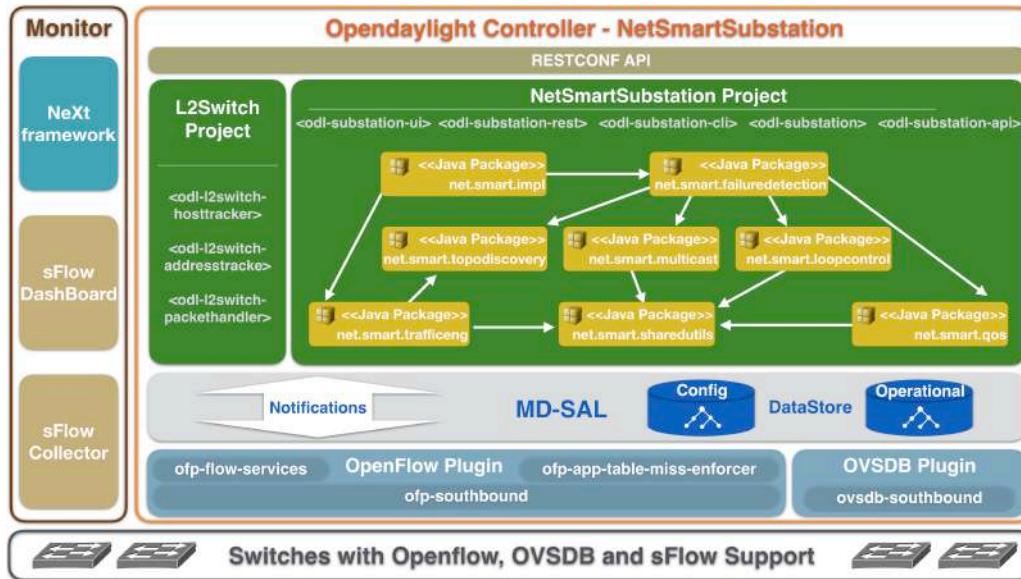 Monitor
NeXt
framework
sFlow
DashBoard
sFlow
Collector
Opendaylight Controller - NetSmartSubstation
RESTCONF API
L2Switch
Project
<odl-l2switch-
hosttracker>
<odl-l2switch-
addresstracke>
<odl-l2switch-
packethandler>
NetSmartSubstation Project
<odl-substation-ui> <odl-substation-rest> <odl-substation-cli> <odl-substation> <odl-substation-api>
<<Java Package>>
net.smart.impl
<<Java Package>>
net.smart.failuredetection
<<Java Package>>
net.smart.topodiscovery
<<Java Package>>
net.smart.multicast
<<Java Package>>
net.smart.loopcontrol
<<Java Package>>
net.smart.trafficeng
<<Java Package>>
net.smart.sharedutils
<<Java Package>>
net.smart.qos
Notifications
MD-SAL
Config
DataStore
Operational
ofp-flow-services
OpenFlow Plugin
ofp-app-table-miss-enforcer
ofp-southbound
OVSDB Plugin
ovsdb-southbound
Switches with Openflow, OVSDB and sFlow Support